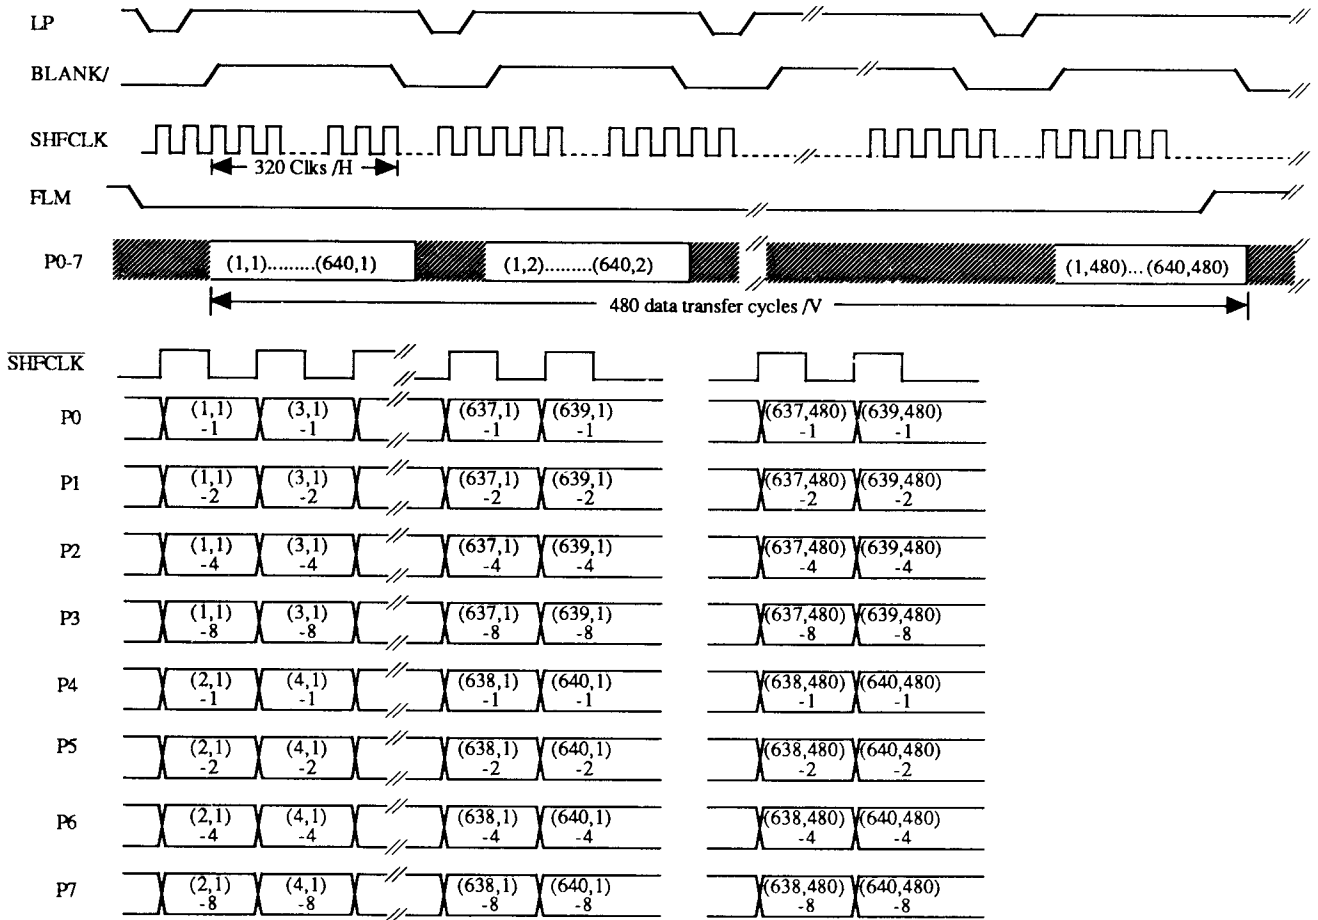 LP
BLANK/
SHFCLK
320 Clks /H
FLM
P0-7 (1,1).........(640,1) (1,2).........(640,2) (1,480)...(640,480)
480 data transfer cycles /V
SHFCLK
P0 (1,1) (3,1) (637,1) (639,1) (637,480) (639,480)
-1 -1 -1 -1 -1 -1
P1 (1,1) (3,1) (637,1) (639,1) (637,480) (639,480)
-2 -2 -2 -2 -2 -2
P2 (1,1) (3,1) (637,1) (639,1) (637,480) (639,480)
-4 -4 -4 -4 -4 -4
P3 (1,1) (3,1) (637,1) (639,1) (637,480) (639,480)
-8 -8 -8 -8 -8 -8
P4 (2,1) (4,1) (638,1) (640,1) (638,480) (640,480)
-1 -1 -1 -1 -1 -1
P5 (2,1) (4,1) (638,1) (640,1) (638,480) (640,480)
-2 -2 -2 -2 -2 -2
P6 (2,1) (4,1) (638,1) (640,1) (638,480) (640,480)
-4 -4 -4 -4 -4 -4
P7 (2,1) (4,1) (638,1) (640,1) (638,480) (640,480)
-8 -8 -8 -8 -8 -8